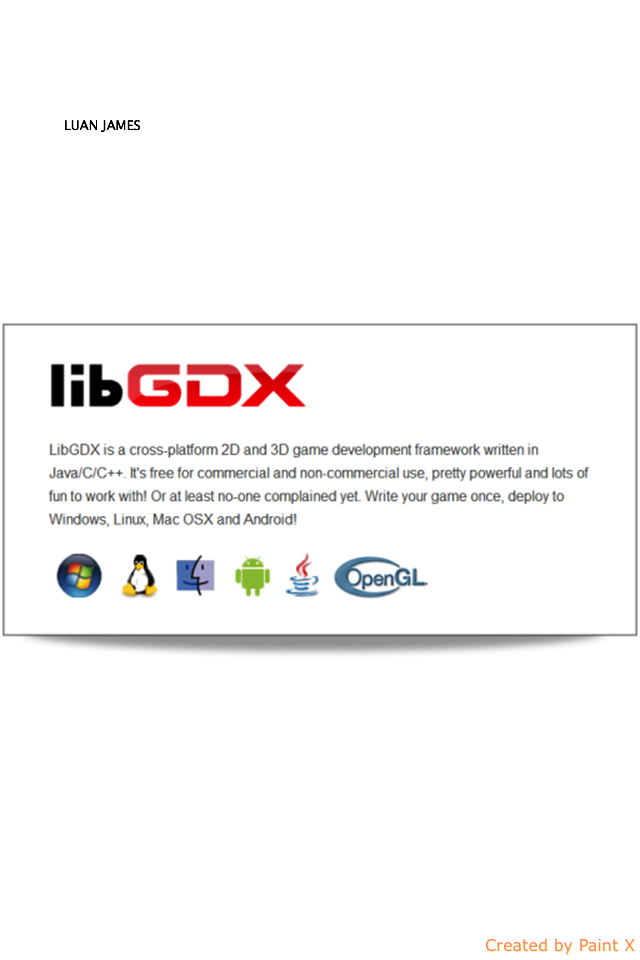 LUAN JAMES
libGDX
LibGDX is a cross-platform 2D and 3D game development framework written in
Java/C/C++. It's free for commercial and non-commercial use, pretty powerful and lots of
fun to work with! Or at least no-one complained yet. Write your game once, deploy to
Windows, Linux, Mac OSX and Android!
OpenGL.
Created by Paint X